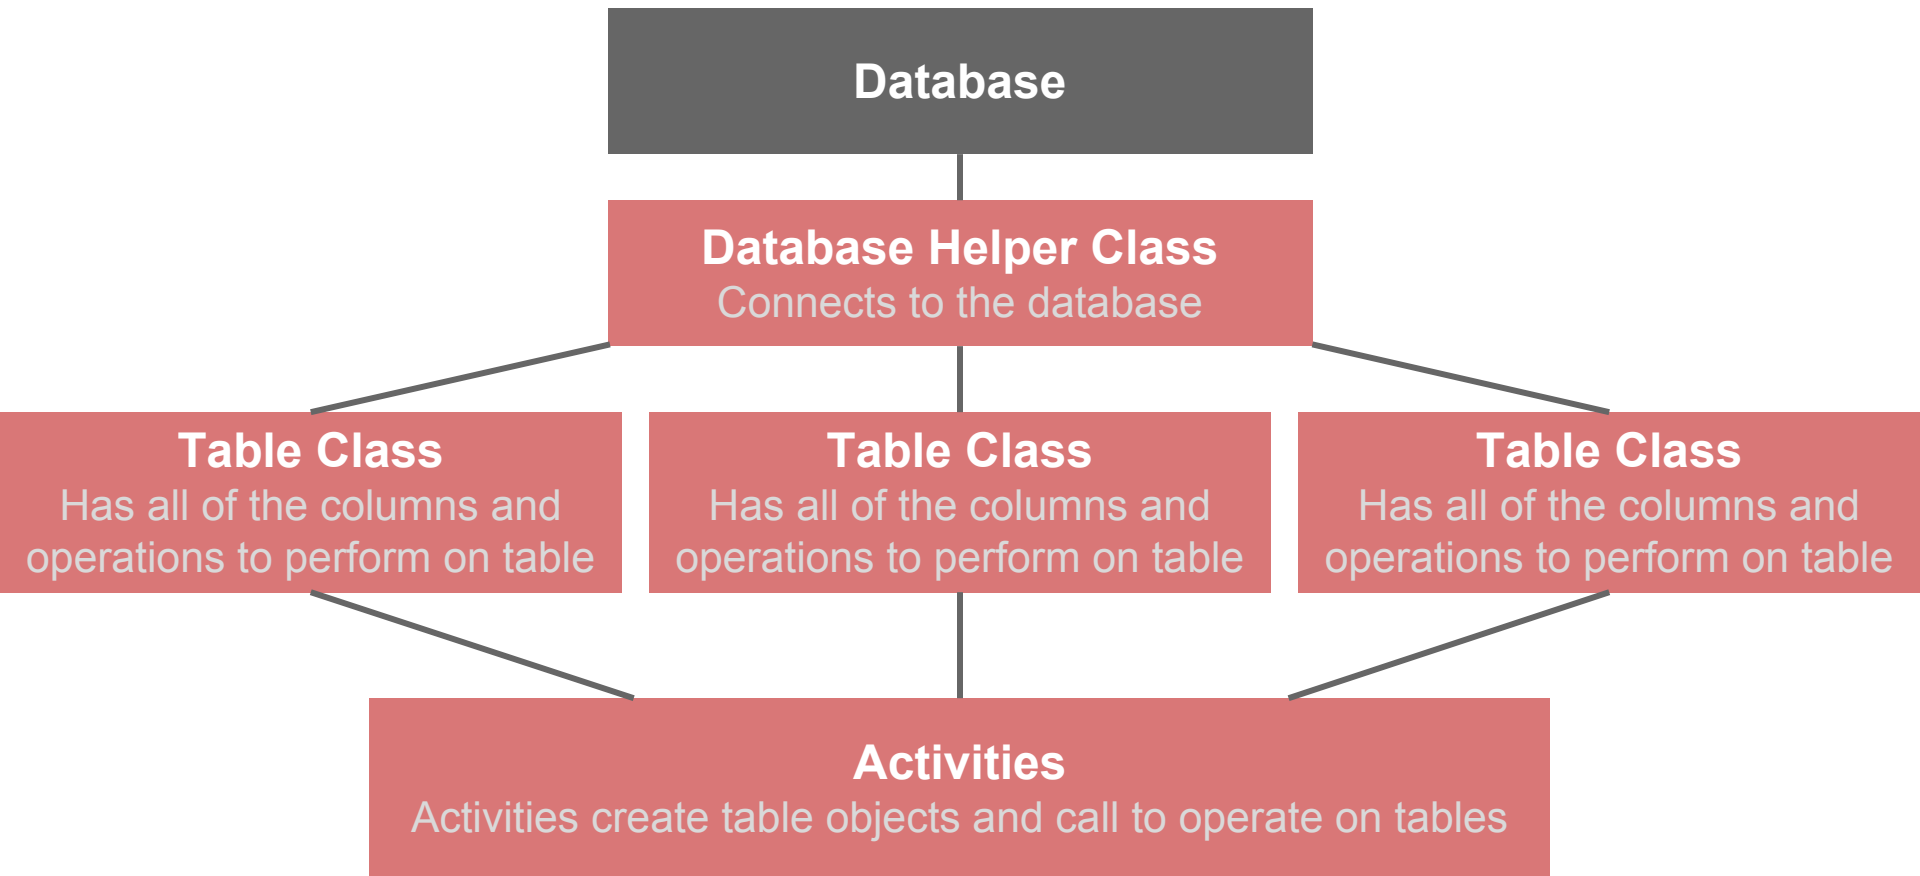 Database
Database Helper Class
Connects to the database
Table Class
Has all of the columns and
operations to perform on table
Table Class
Has all of the columns and
operations to perform on table
Table Class
Has all of the columns and
operations to perform on table
Activities
Activities create table objects and call to operate on tables